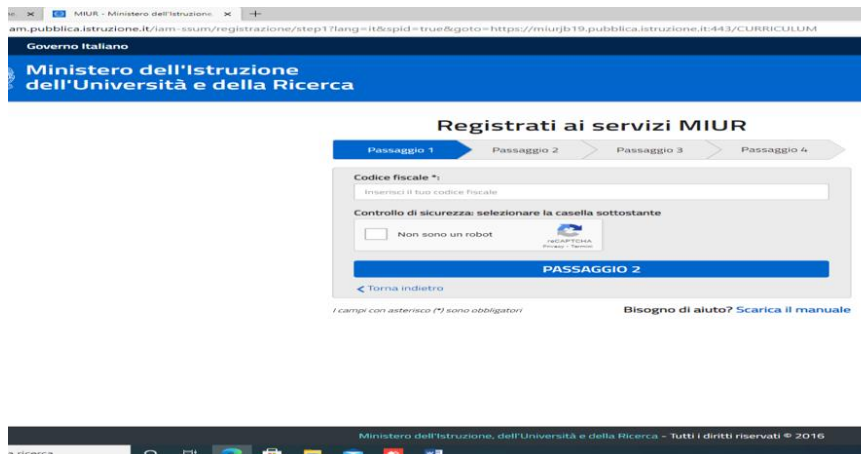 MIUR - Ministero dell'Istruzione
am.pubblica.istruzione.it/iam-ssum/registrazione/step1?lang=it&spid=true&goto=https://miurjb19.pubblica.istruzione.it:443/CURRICULUM
Governo Italiano
Ministero dell'Istruzione
dell'Università e della Ricerca
Registrati ai servizi MIUR
Passaggio 1 Passaggio 2 Passaggio 3 Passaggio 4
Codice fiscale *:
Inserisci il tuo codice fiscale
Controllo di sicurezza: selezionare la casella sottostante
Non sono un robot
reCAPTCHA
Privacy - Termini
PASSAGGIO 2
Torna indietro
I campi con asterisco (*) sono obbligatori
Bisogno di aiuto? Scarica il manuale
Ministero dell'Istruzione, dell'Università e della Ricerca - Tutti i diritti riservati © 2016
a ricerca